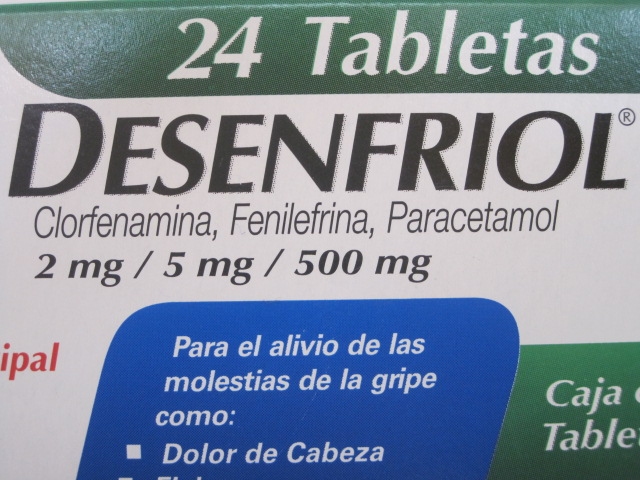 24 Tabletas
DESENFRIOL®
Clorfenamina, Fenilefrina, Paracetamol
2 mg / 5 mg / 500 mg
ipal
Para el alivio de las
molestias de la gripe
como:
Dolor de Cabeza
Caja
Table